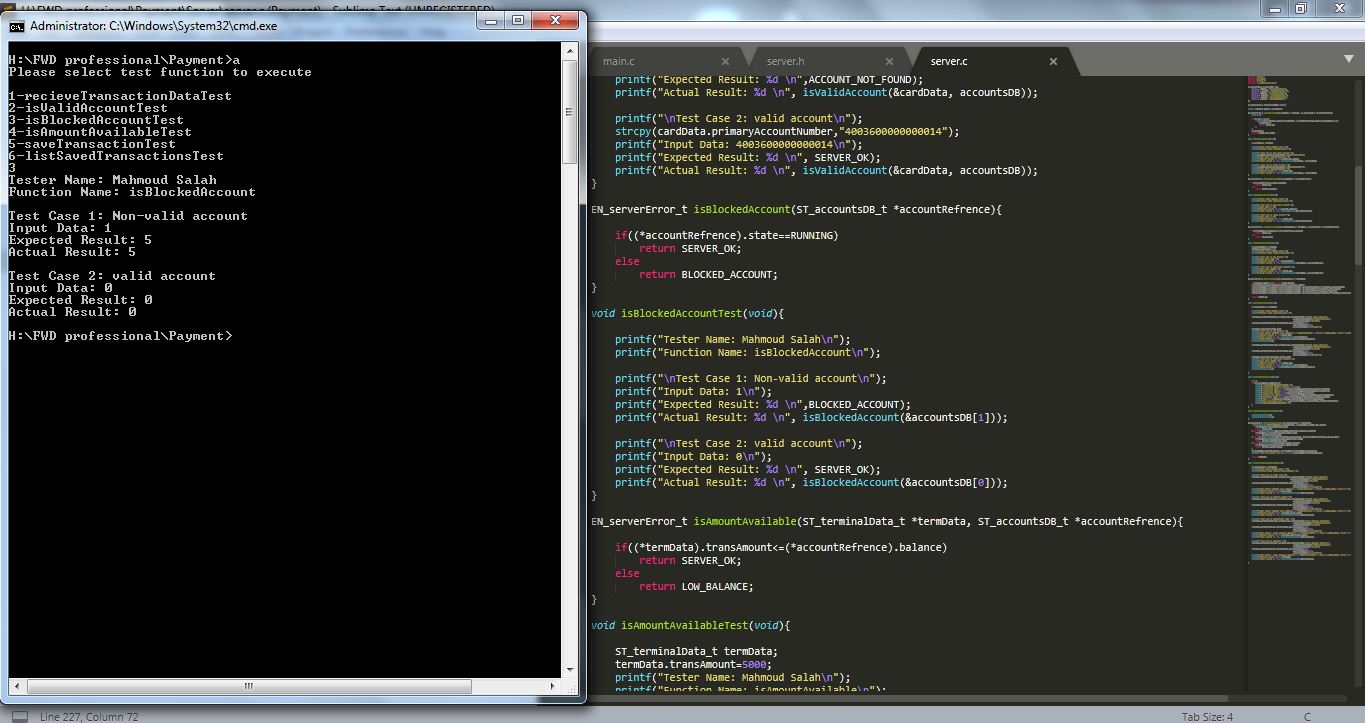 Administrator: C:\Windows\System32\cmd.exe
H:\FWD professional\Payment>a
Please select test function to execute
1-recieveTransactionDataTest
2-isValidAccountTest
3-isBlockedAccountTest
4-isAmountAvailableTest
5-saveTransactionTest
6-listSavedTransactionsTest
3
Tester Name: Mahmoud Salah
Function Name: isBlockedAccount
Test Case 1: Non-valid account
Input Data: 1
Expected Result: 5
Actual Result: 5
Test Case 2: valid account
Input Data: 0
Expected Result: 0
Actual Result: 0
H:\FWD professional\Payment>
main.c
server.h
server.c
printf("Expected Result: %d \n",ACCOUNT_NOT_FOUND);
printf("Actual Result: %d \n", isValidAccount(&cardData, accountsDB));
printf("\nTest Case 2: valid account\n");
strcpy(cardData.primaryAccountNumber,"4003600000000014");
printf("Input Data: 4003600000000014\n");
printf("Expected Result: %d \n", SERVER_OK);
printf("Actual Result: %d \n", isValidAccount(&cardData, accountsDB));
}
EN_serverError_t isBlockedAccount(ST_accountsDB_t *accountRefrence){
if((*accountRefrence).state==RUNNING)
return SERVER_OK;
else
return BLOCKED_ACCOUNT;
}
void isBlockedAccountTest(void){
printf("Tester Name: Mahmoud Salah\n");
printf("Function Name: isBlockedAccount\n");
printf("\nTest Case 1: Non-valid account\n");
printf("Input Data: 1\n");
printf("Expected Result: %d \n",BLOCKED_ACCOUNT);
printf("Actual Result: %d \n", isBlockedAccount(&accountsDB[1]));
printf("\nTest Case 2: valid account\n");
printf("Input Data: 0\n");
printf("Expected Result: %d \n", SERVER_OK);
printf("Actual Result: %d \n", isBlockedAccount(&accountsDB[0]));
}
EN_serverError_t isAmountAvailable(ST_terminalData_t *termData, ST_accountsDB_t *accountRefrence){
if((*termData).transAmount<=(*accountRefrence).balance)
return SERVER_OK;
else
return LOW_BALANCE;
}
void isAmountAvailableTest(void){
ST_terminalData_t termData;
termData.transAmount=5000;
printf("Tester Name: Mahmoud Salah\n");
printf("Function Name: isAmountAvailable\n");
Line 227, Column 72
Tab Size: 4
C